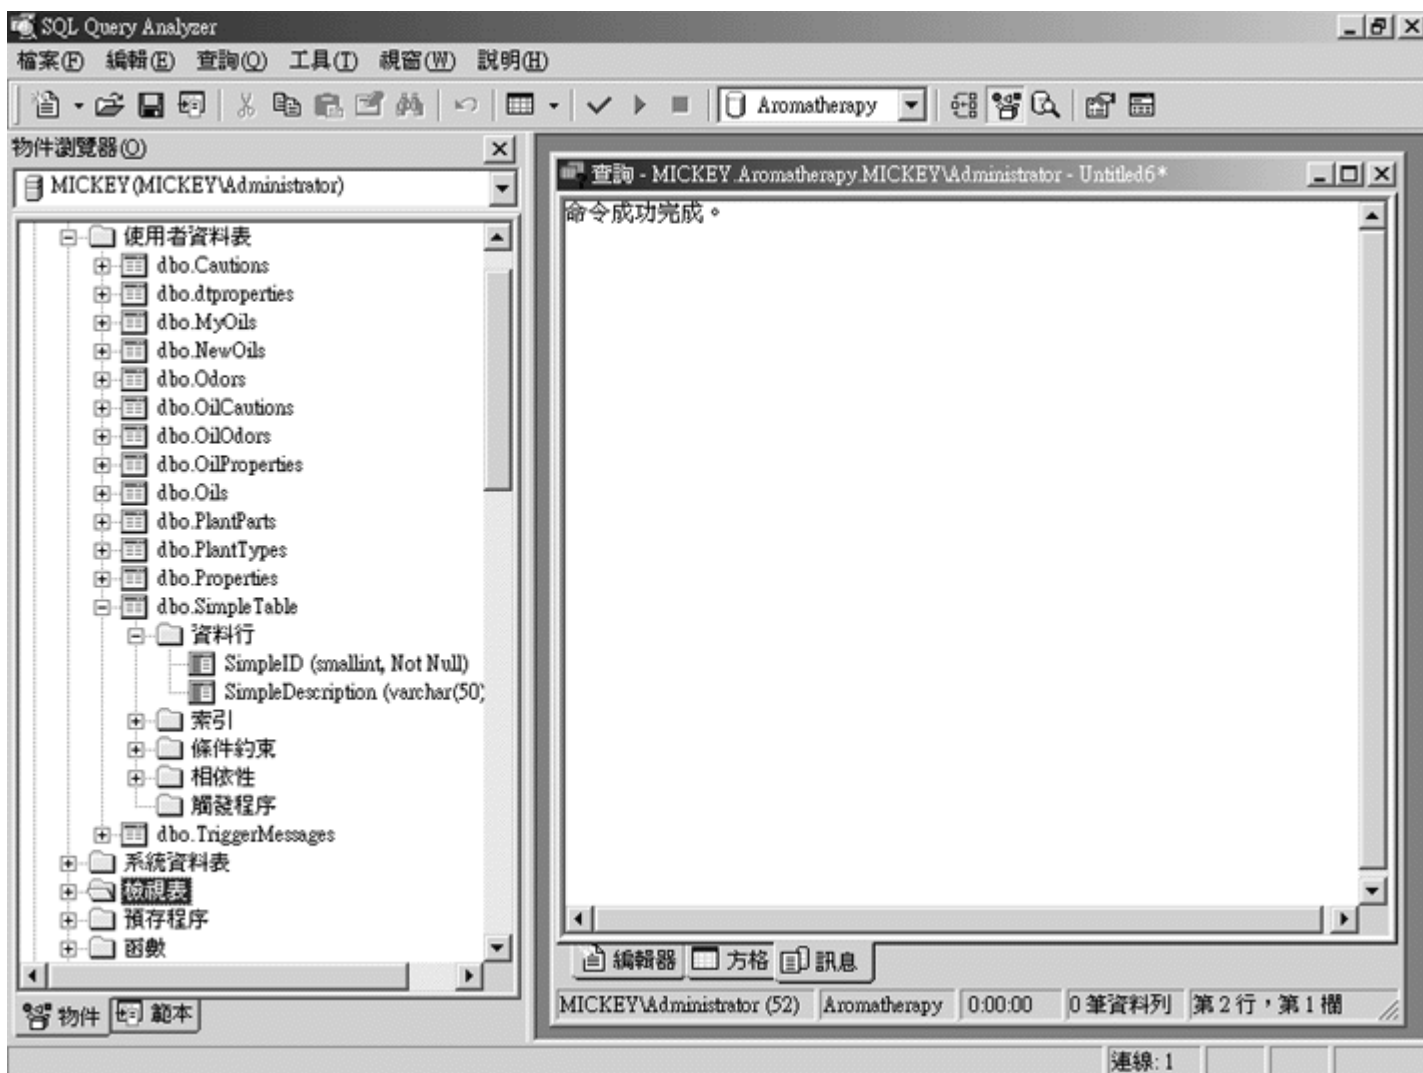 SQL Query Analyzer
檔案(F) 編輯(E) 查詢(Q) 工具(T) 視窗(W) 說明(H)
Aromatherapy
物件瀏覽器(O)
MICKEY(MICKEY\Administrator)
使用者資料表
dbo.Cautions
dbo.dtproperties
dbo.MyOils
dbo.NewOils
dbo.Odors
dbo.OilCautions
dbo.OilOdors
dbo.OilProperties
dbo.Oils
dbo.PlantParts
dbo.PlantTypes
dbo.Properties
dbo.SimpleTable
資料行
SimpleID (smallint, Not Null)
SimpleDescription (varchar(50)
索引
條件約束
相依性
觸發程序
dbo.TriggerMessages
系統資料表
檢視表
預存程序
函數
物件 範本
查詢 - MICKEY.Aromatherapy.MICKEY\Administrator - Untitled6*
命令成功完成。
編輯器 方格 訊息
MICKEY\Administrator (52) Aromatherapy 0:00:00 0 筆資料列 第 2 行，第 1 欄
連線: 1